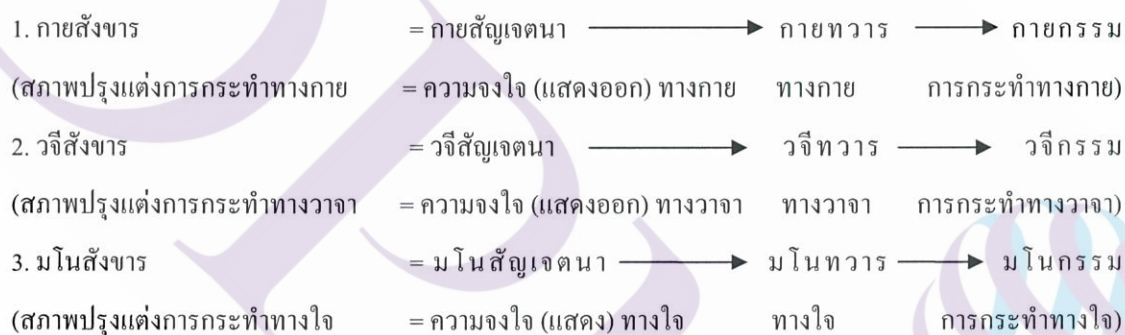 1. กายสังขาร = กายสัญเจตนา ⟶ กายทวาร ⟶ กายกรรม
(สภาพปรุงแต่งการกระทำทางกาย = ความจงใจ (แสดงออก) ทางกาย ทางกาย การกระทำทางกาย)
2. วจีสังขาร = วจีสัญเจตนา ⟶ วจีทวาร ⟶ วจีกรรม
(สภาพปรุงแต่งการกระทำทางวาจา = ความจงใจ (แสดงออก) ทางวาจา ทางวาจา การกระทำทางวาจา)
3. มโนสังขาร = มโนสัญเจตนา ⟶ มโนทวาร ⟶ มโนกรรม
(สภาพปรุงแต่งการกระทำทางใจ = ความจงใจ (แสดง) ทางใจ ทางใจ การกระทำทางใจ)